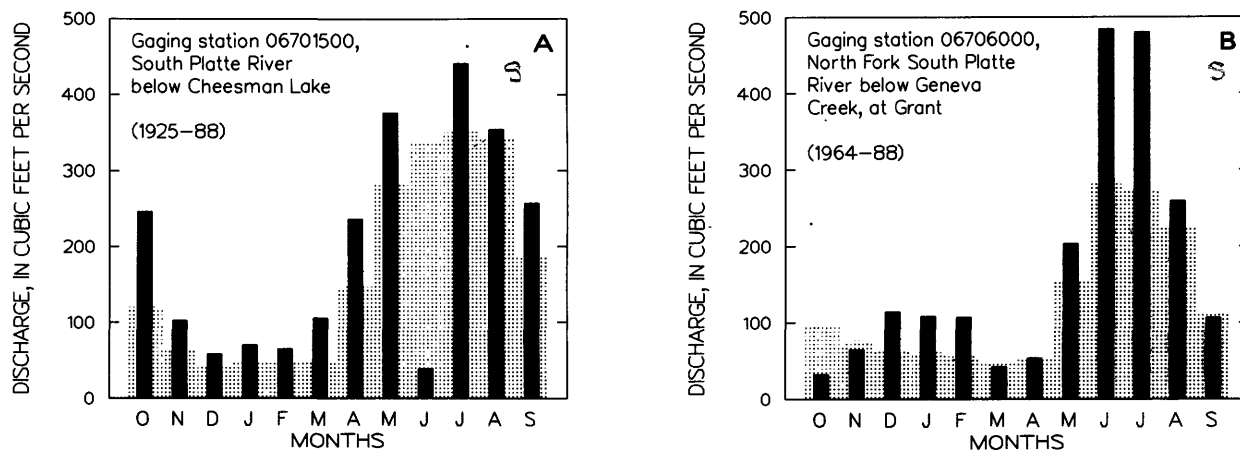 DISCHARGE, IN CUBIC FEET PER SECOND
500
400
300
200
100
0
Gaging station 06701500,
South Platte River
below Cheesman Lake
(1925-88)
A
O N D J F M A M J J A S
MONTHS
DISCHARGE, IN CUBIC FEET PER SECOND
500
400
300
200
100
0
Gaging station 06706000,
North Fork South Platte
River below Geneva
Creek, at Grant
(1964-88)
B
O N D J F M A M J J A S
MONTHS